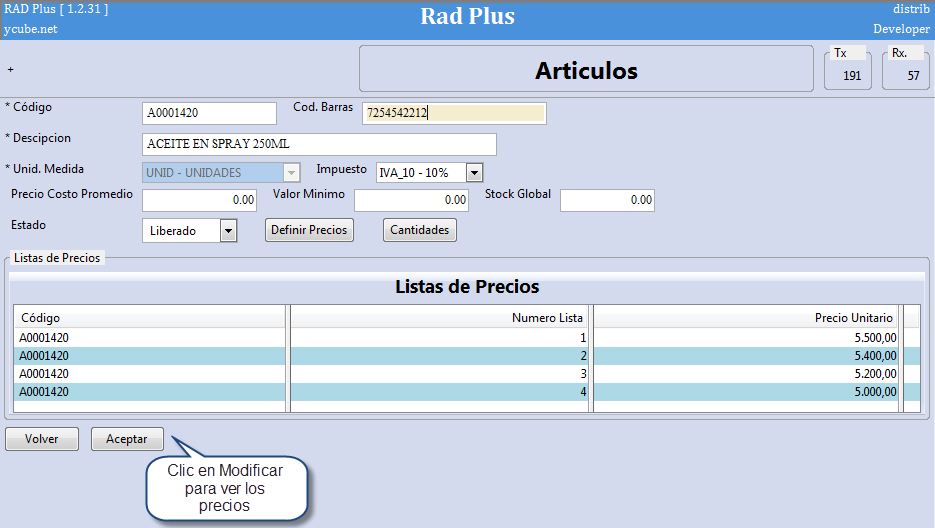 RAD Plus [ 1.2.31 ] Rad Plus distrib
ycube.net Developer
+ Articulos Tx 191 Rx. 57
* Código A0001420 Cod. Barras 7254542212
* Descipcion ACEITE EN SPRAY 250ML
* Unid. Medida UNID - UNIDADES Impuesto IVA_10 - 10%
Precio Costo Promedio 0.00 Valor Minimo 0.00 Stock Global 0.00
Estado Liberado Definir Precios Cantidades
Listas de Precios
Listas de Precios
Código Numero Lista Precio Unitario
A0001420 1 5.500,00
A0001420 2 5.400,00
A0001420 3 5.200,00
A0001420 4 5.000,00
Volver Aceptar
Clic en Modificar
para ver los
precios